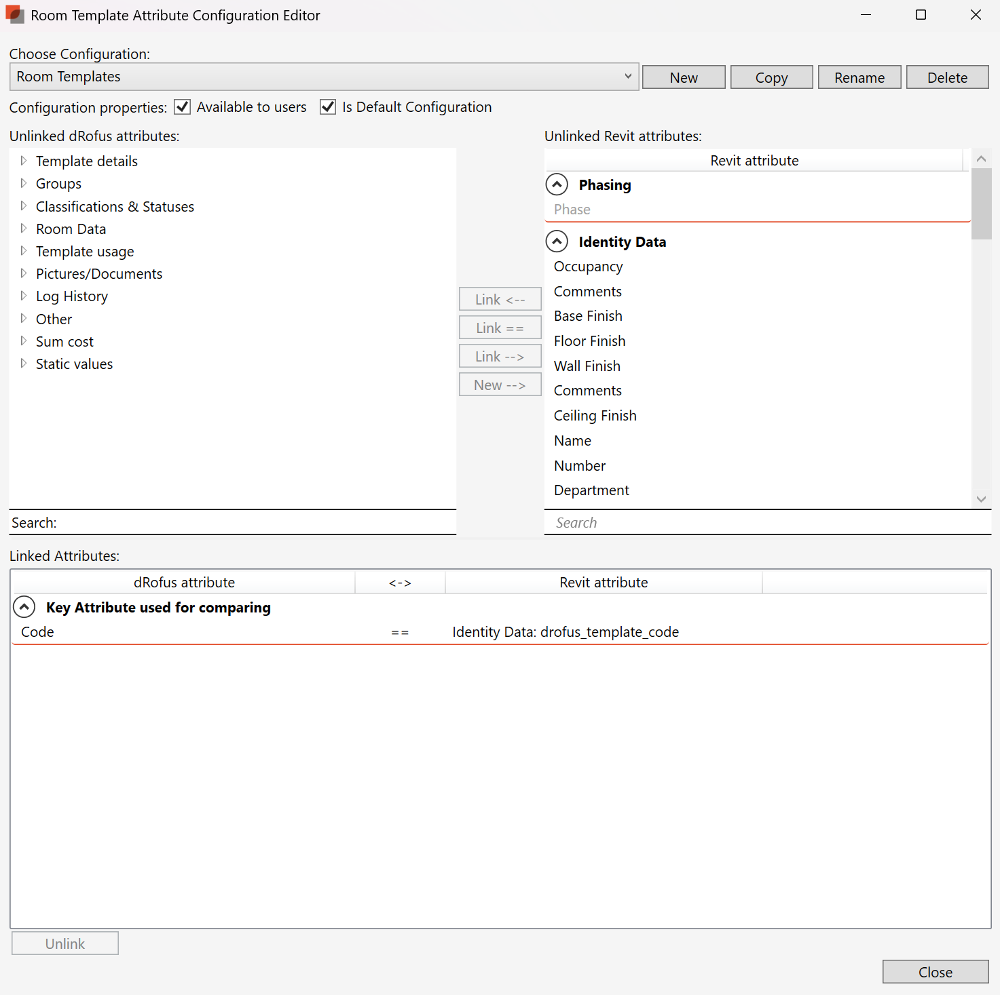 Room Template Attribute Configuration Editor
Choose Configuration:
Room Templates
New
Copy
Rename
Delete
Configuration properties:
Available to users
Is Default Configuration
Unlinked dRofus attributes:
Template details
Groups
Classifications & Statuses
Room Data
Template usage
Pictures/Documents
Log History
Other
Sum cost
Static values
Search:
Link <--
Link ==
Link -->
New -->
Unlinked Revit attributes:
Revit attribute
Phasing
Phase
Identity Data
Occupancy
Comments
Base Finish
Floor Finish
Wall Finish
Comments
Ceiling Finish
Name
Number
Department
Search
Linked Attributes:
dRofus attribute <-> Revit attribute
Key Attribute used for comparing
Code == Identity Data: drofus_template_code
Unlink
Close